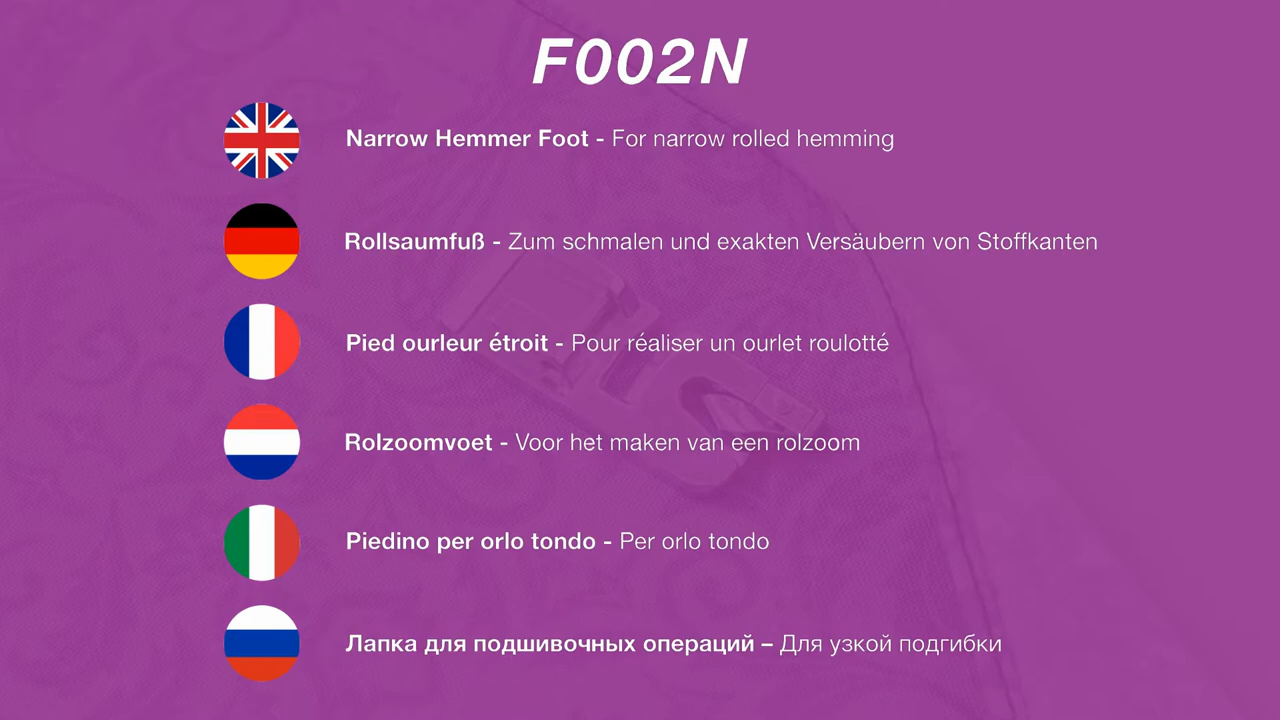 F002N
Narrow Hemmer Foot - For narrow rolled hemming
Rollsaumfuß - Zum schmalen und exakten Versäubern von Stoffkanten
Pied ourleur étroit - Pour réaliser un ourlet roulotté
Rolzoomvoet - Voor het maken van een rolzoom
Piedino per orlo tondo - Per orlo tondo
Лапка для подшивочных операций – Для узкой подгибки